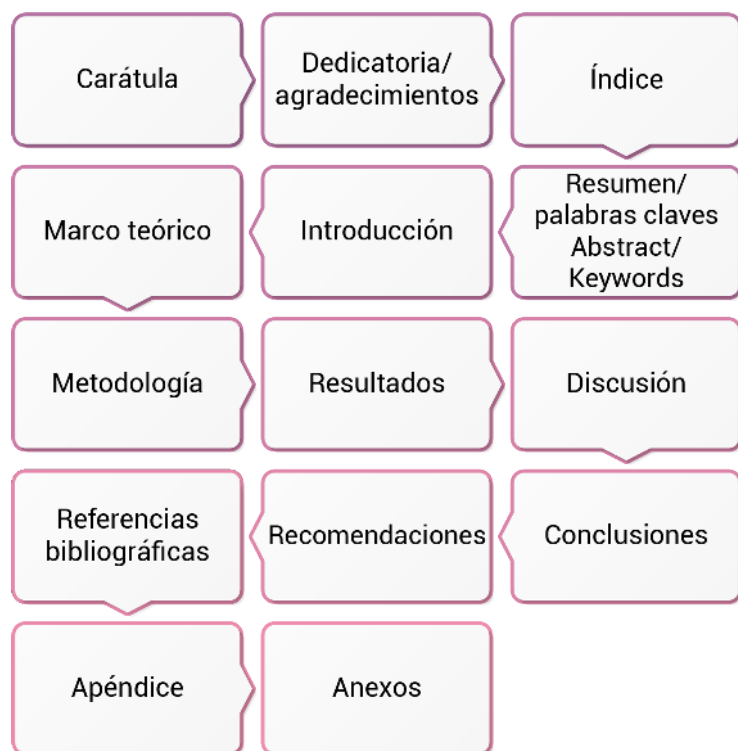 Carátula
Dedicatoria/
agradecimientos
Índice
Resumen/
palabras claves
Abstract/
Keywords
Introducción
Marco teórico
Metodología
Resultados
Discusión
Conclusiones
Recomendaciones
Referencias
bibliográficas
Apéndice
Anexos